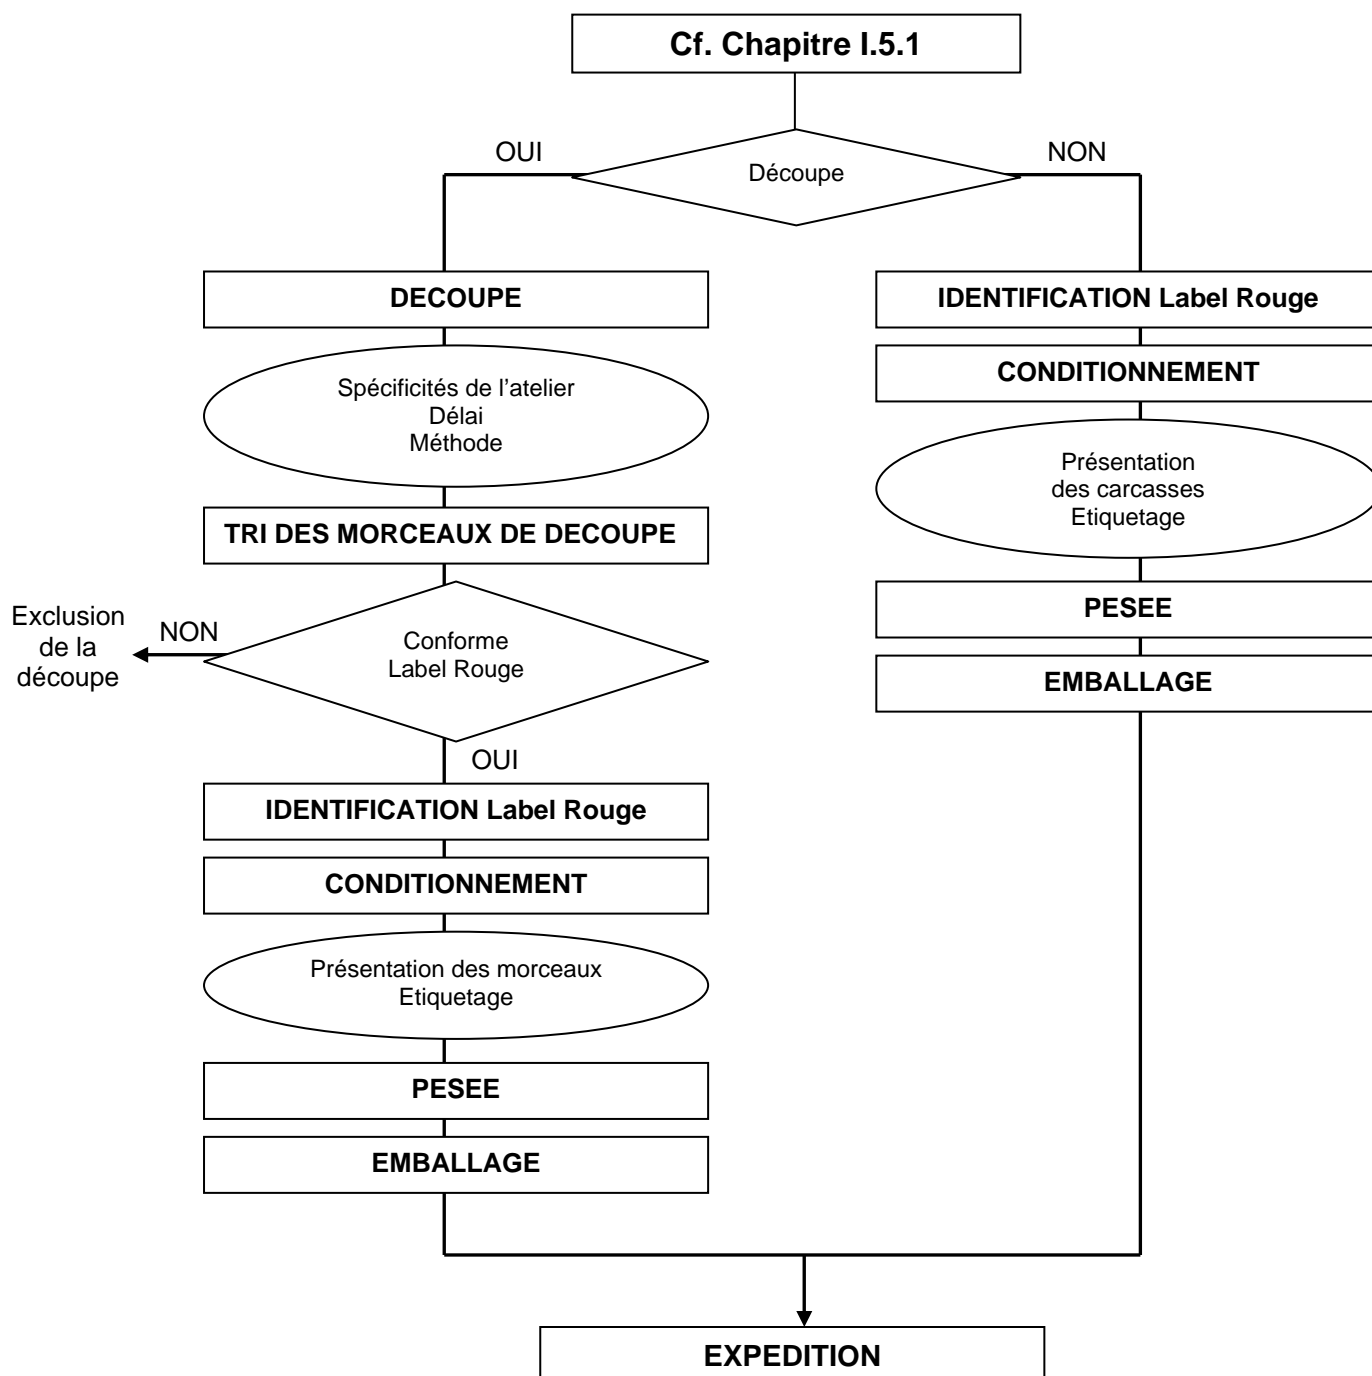 Cf. Chapitre I.5.1
OUI
NON
Découpe
DECOUPE
Spécificités de l’atelier
Délai
Méthode
TRI DES MORCEAUX DE DECOUPE
Conforme
Label Rouge
NON
Exclusion
de la
découpe
OUI
IDENTIFICATION Label Rouge
CONDITIONNEMENT
Présentation des morceaux
Etiquetage
PESEE
EMBALLAGE
IDENTIFICATION Label Rouge
CONDITIONNEMENT
Présentation
des carcasses
Etiquetage
PESEE
EMBALLAGE
EXPEDITION